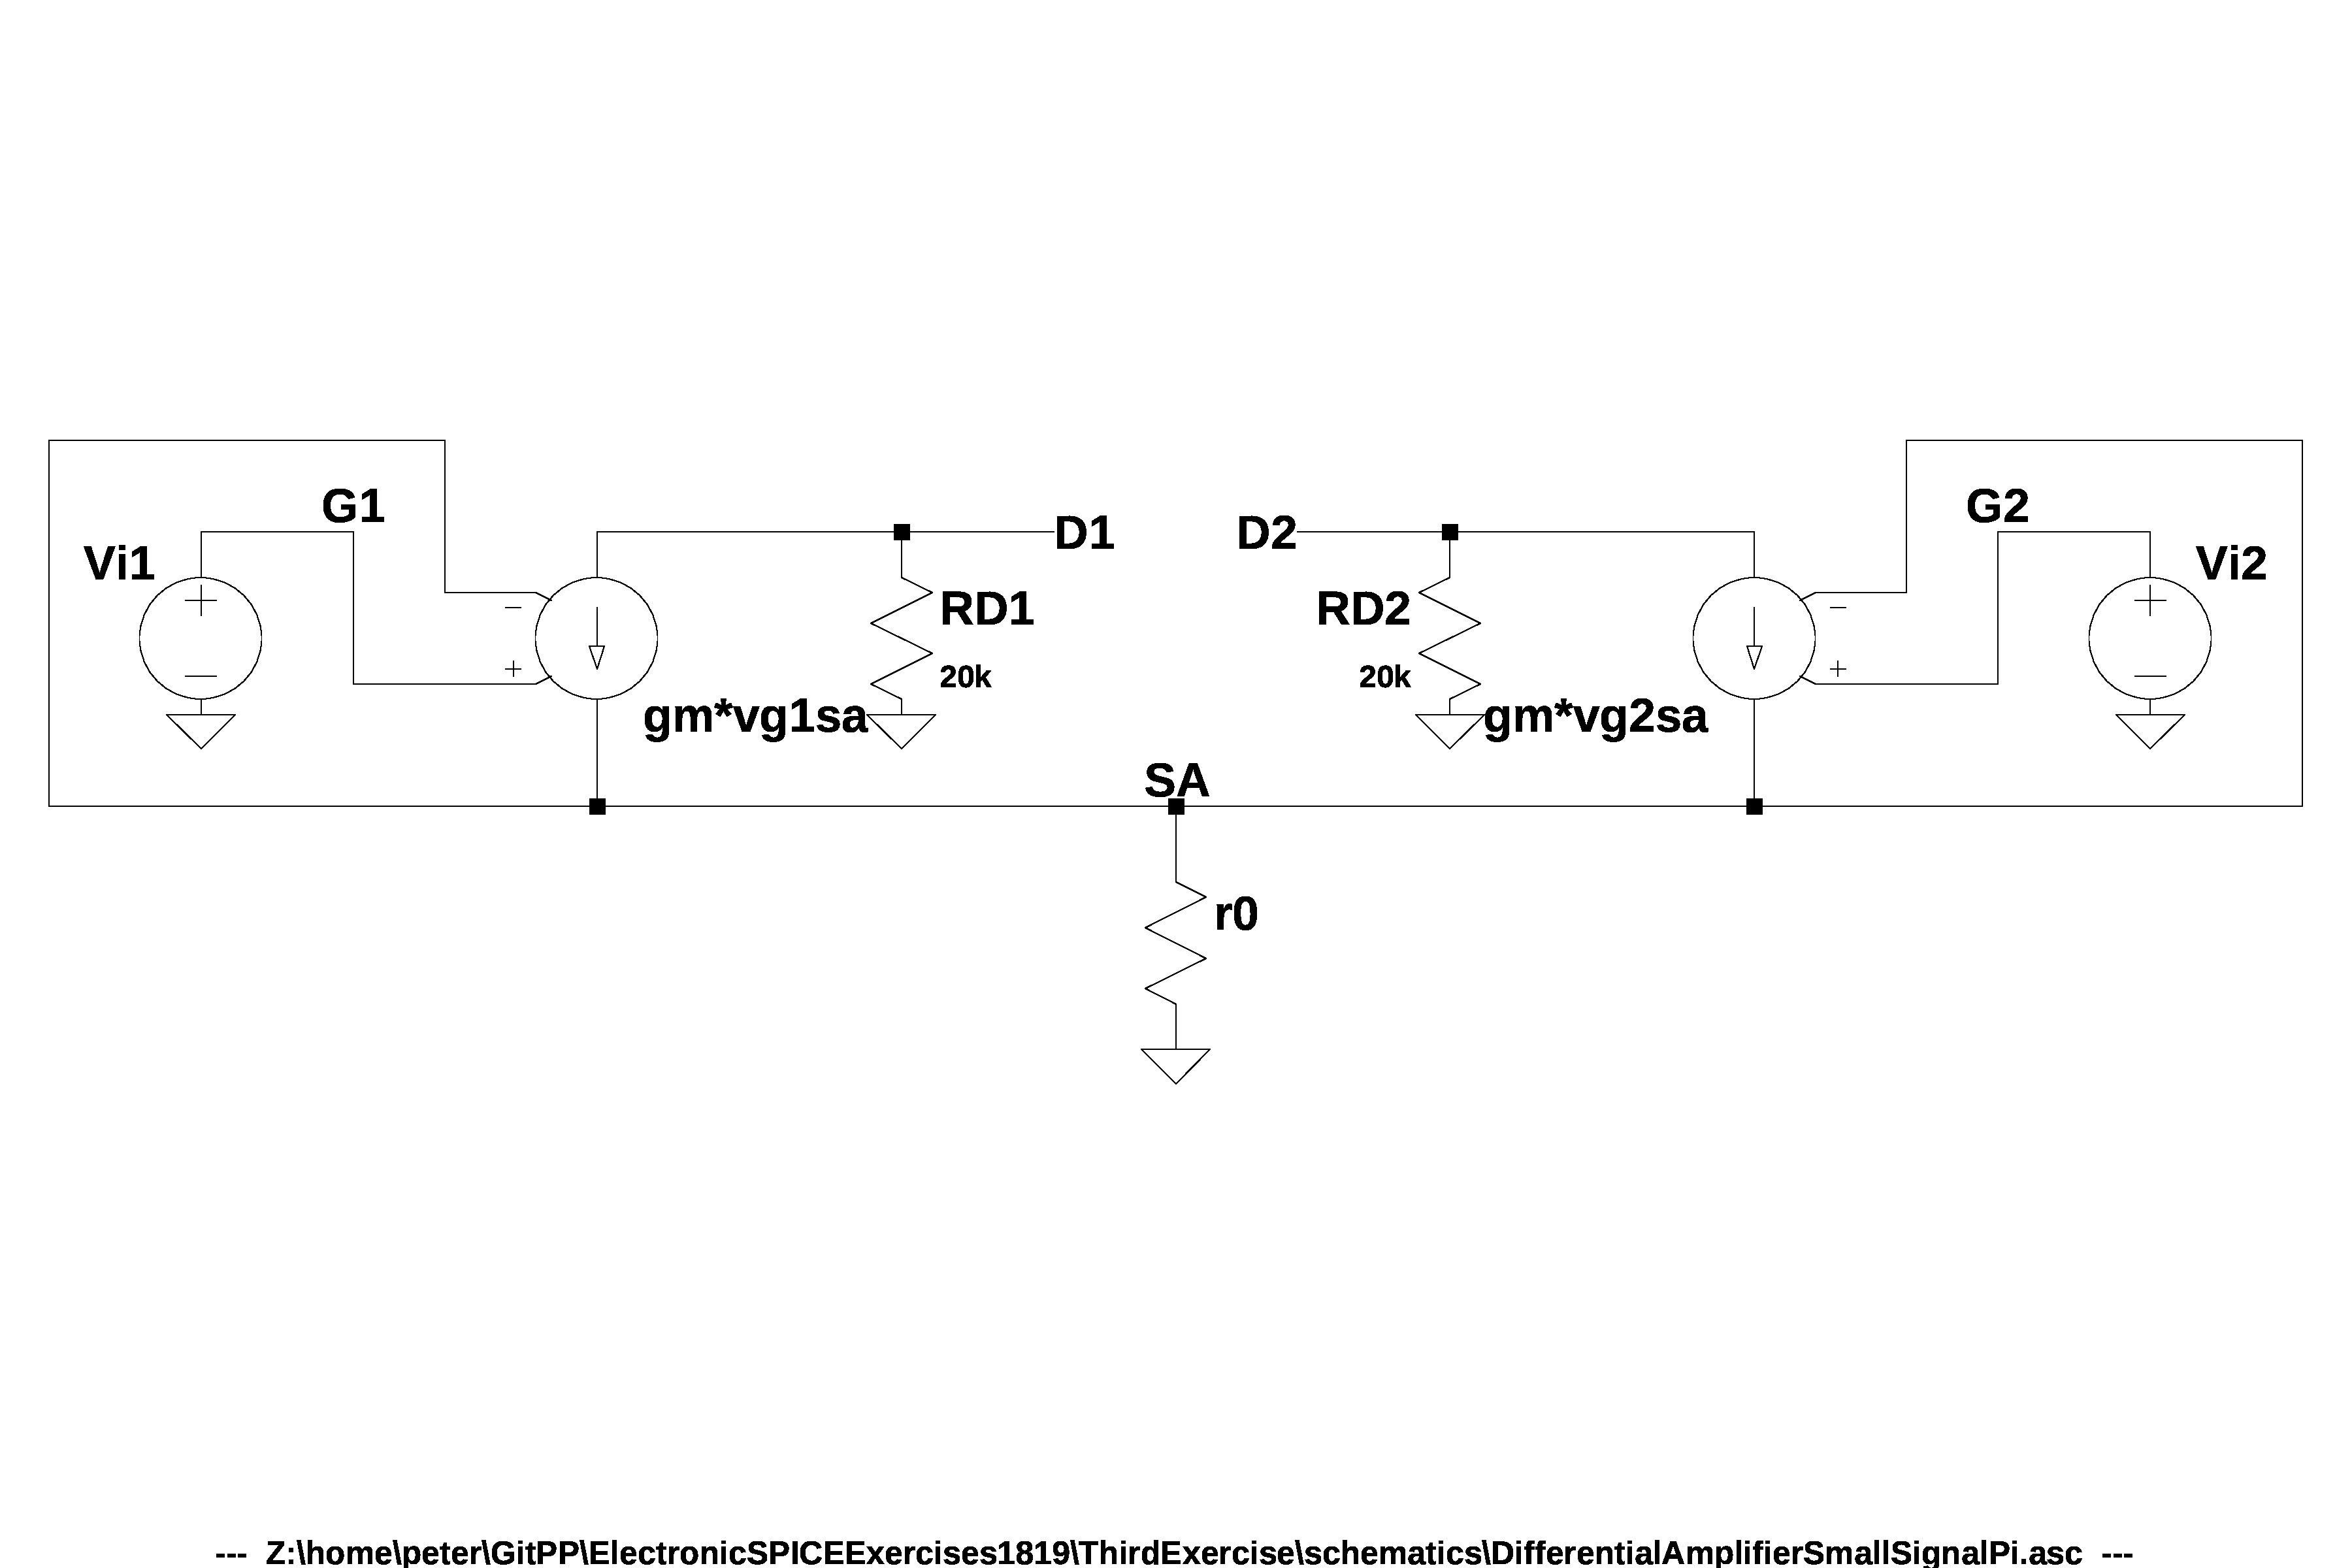 G1
G2
Vi1
D1
D2
Vi2
RD1
RD2
20k
20k
gm*vg1sa
gm*vg2sa
SA
r0
--- Z:\home\peter\GitPP\ElectronicSPICEExercises1819\ThirdExercise\schematics\DifferentialAmplifierSmallSignalPi.asc ---